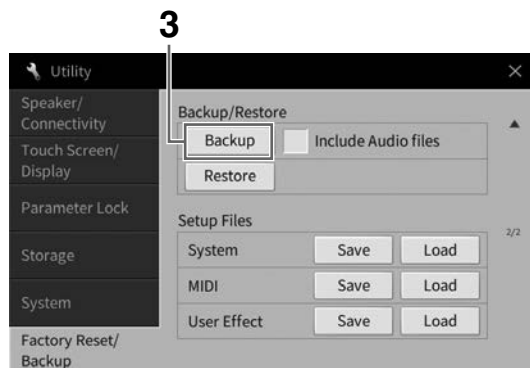 3
Utility
Speaker/
Connectivity
Touch Screen/
Display
Parameter Lock
Storage
System
Factory Reset/
Backup
Backup/Restore
Backup Include Audio files
Restore
Setup Files
System Save Load
MIDI Save Load
User Effect Save Load
2/2